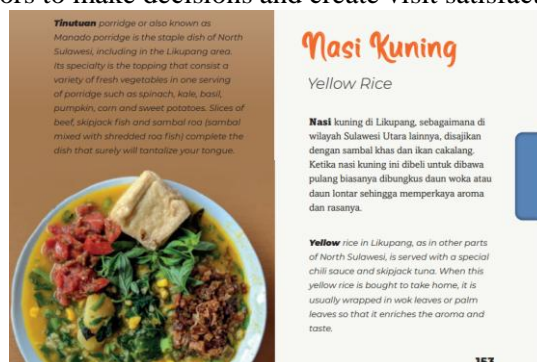 ors to make decisions and create visit satisfact
Tinutuan porridge or also known as
Manado porridge is the staple dish of North
Sulawesi, including in the Likupang area.
Its specialty is the topping that consist a
variety of fresh vegetables in one serving
of porridge such as spinach, kale, basil,
pumpkin, corn and sweet potatoes. Slices of
beef, skipjack fish and sambal roa (sambal
mixed with shredded roa fish) complete the
dish that surely will tantalize your tongue.
Nasi Kuning
Yellow Rice
Nasi kuning di Likupang, sebagaimana di
wilayah Sulawesi Utara lainnya, disajikan
dengan sambal khas dan ikan cakalang.
Ketika nasi kuning ini dibeli untuk dibawa
pulang biasanya dibungkus daun woka atau
daun lontar sehingga memperkaya aroma
dan rasanya.
Yellow rice in Likupang, as in other parts
of North Sulawesi, is served with a special
chili sauce and skipjack tuna. When this
yellow rice is bought to take home, it is
usually wrapped in wok leaves or palm
leaves so that it enriches the aroma and
taste.
153